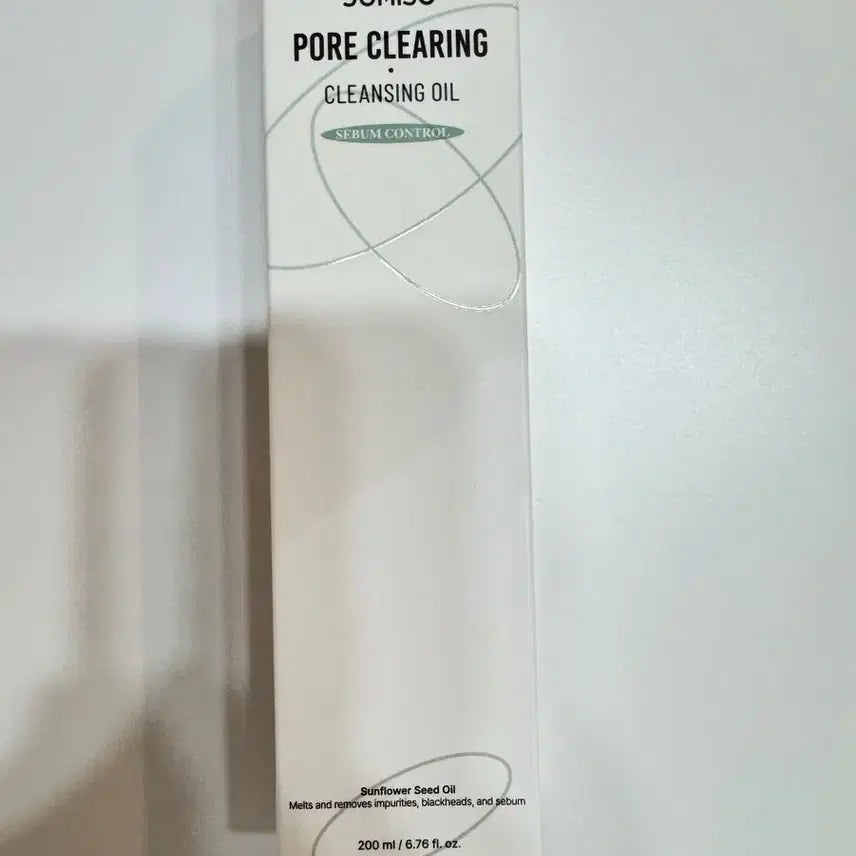 PORE CLEARING
CLEANSING OIL
SEBUM CONTROL
Sunflower Seed Oil
Melts and removes impurities, blackheads, and sebum
200 ml / 6.76 fl. oz.